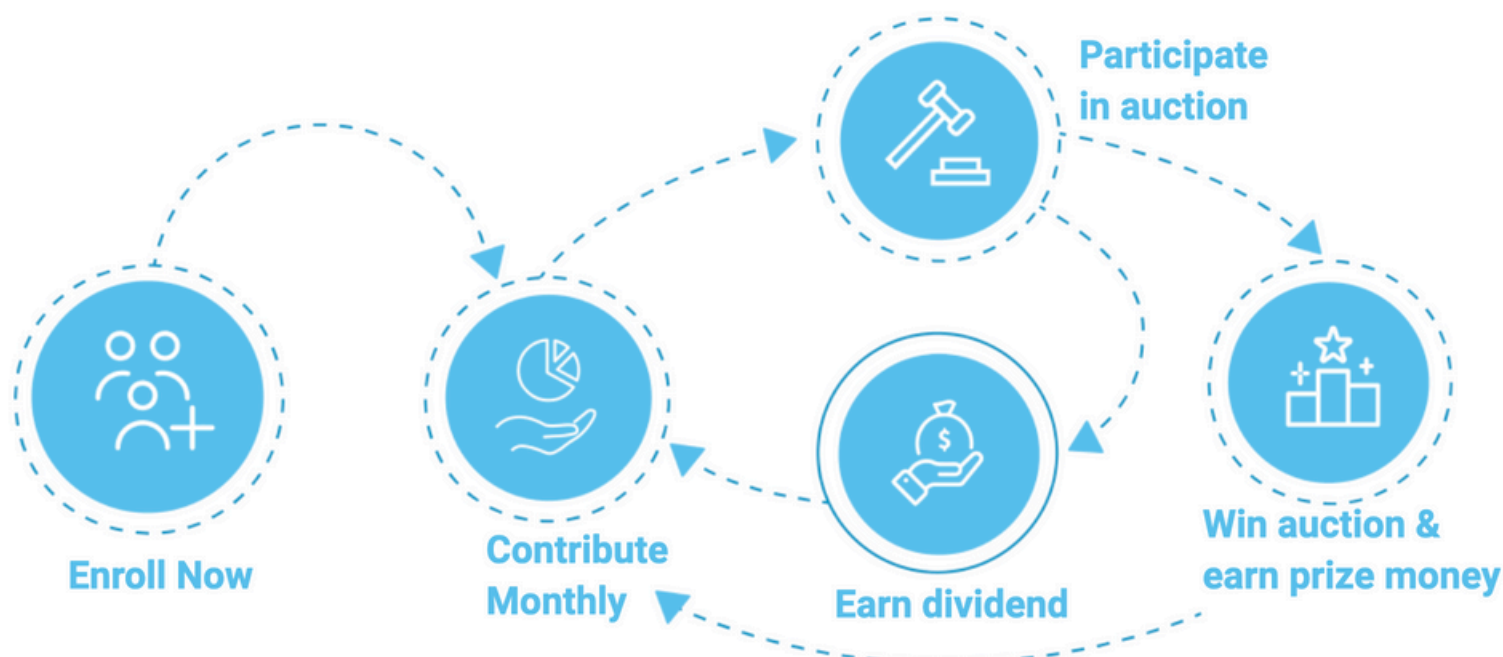 Participate
in auction
Enroll Now
Contribute
Monthly
$
Earn dividend
Win auction &
earn prize money